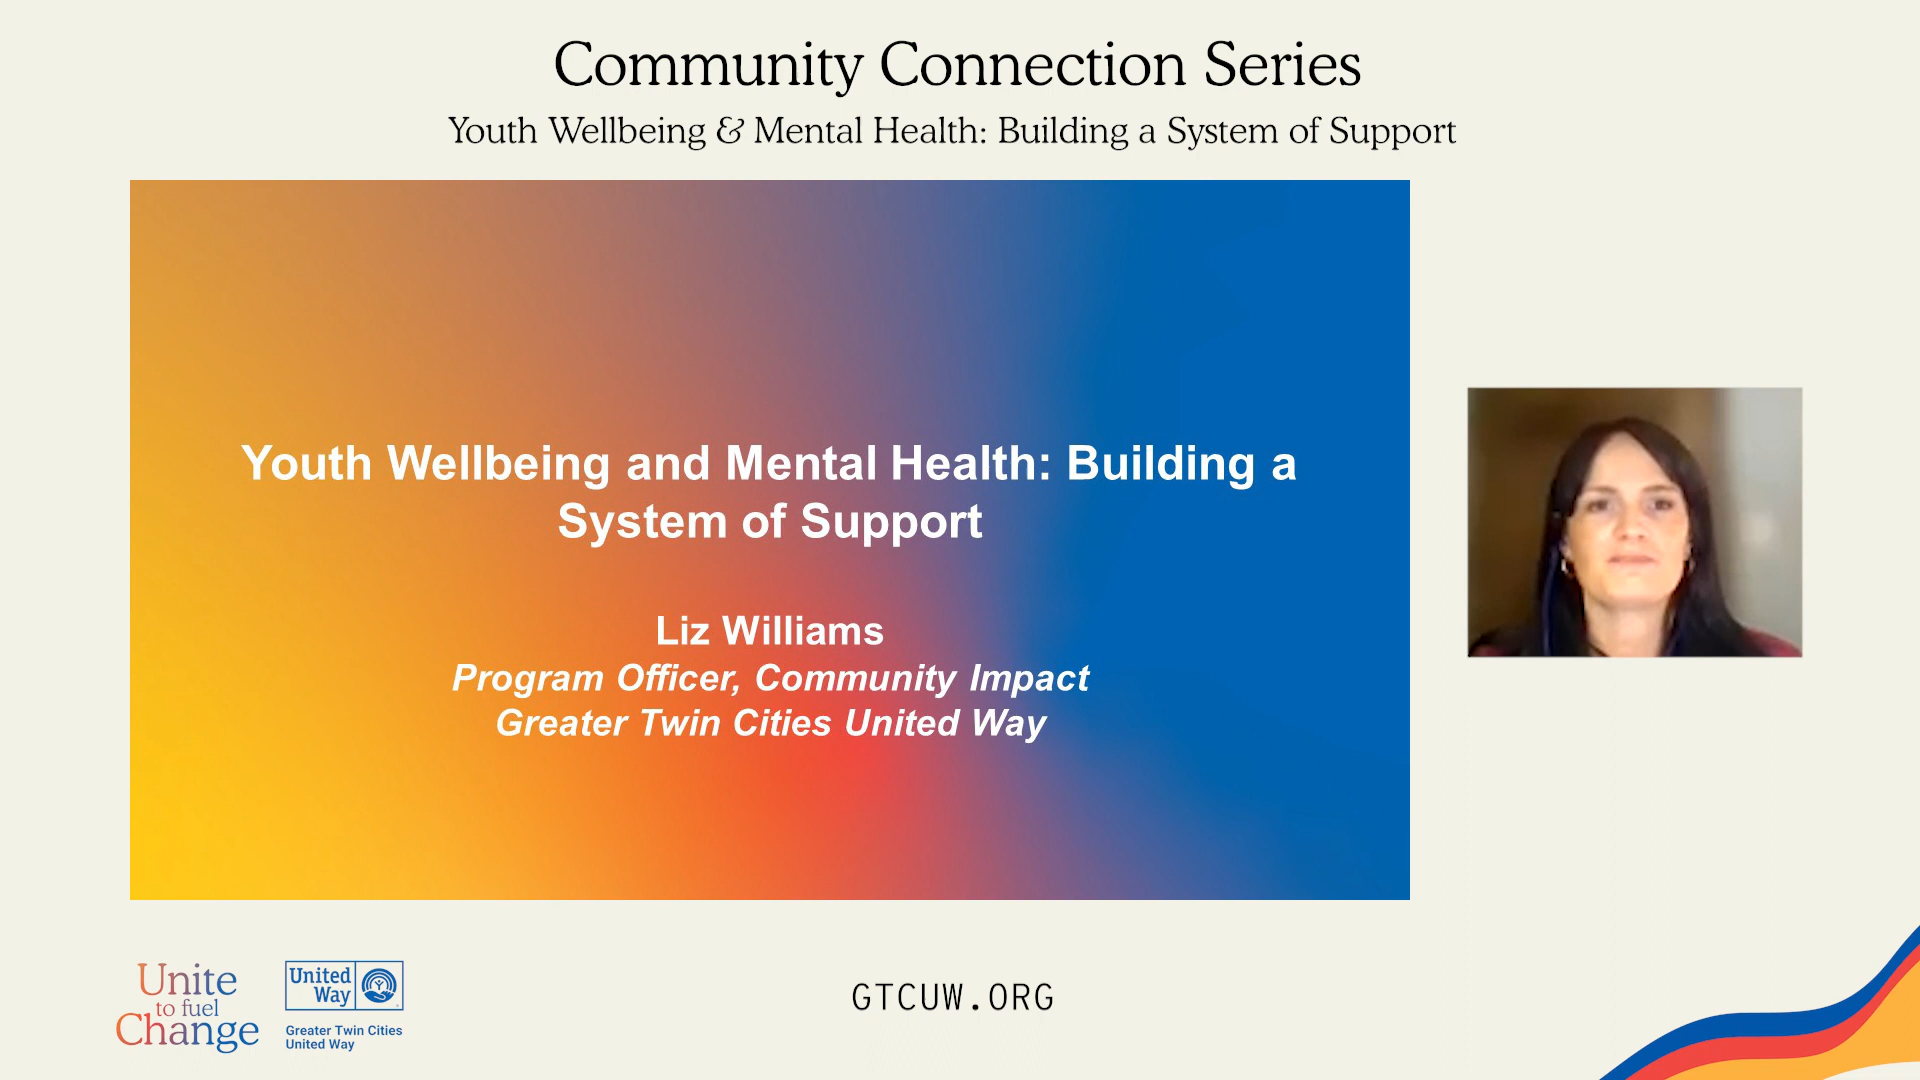 Community Connection Series
Youth Wellbeing & Mental Health: Building a System of Support
Youth Wellbeing and Mental Health: Building a
System of Support
Liz Williams
Program Officer, Community Impact
Greater Twin Cities United Way
Unite
to fuel
Change
United
Way
Greater Twin Cities
United Way
GTCUW.ORG